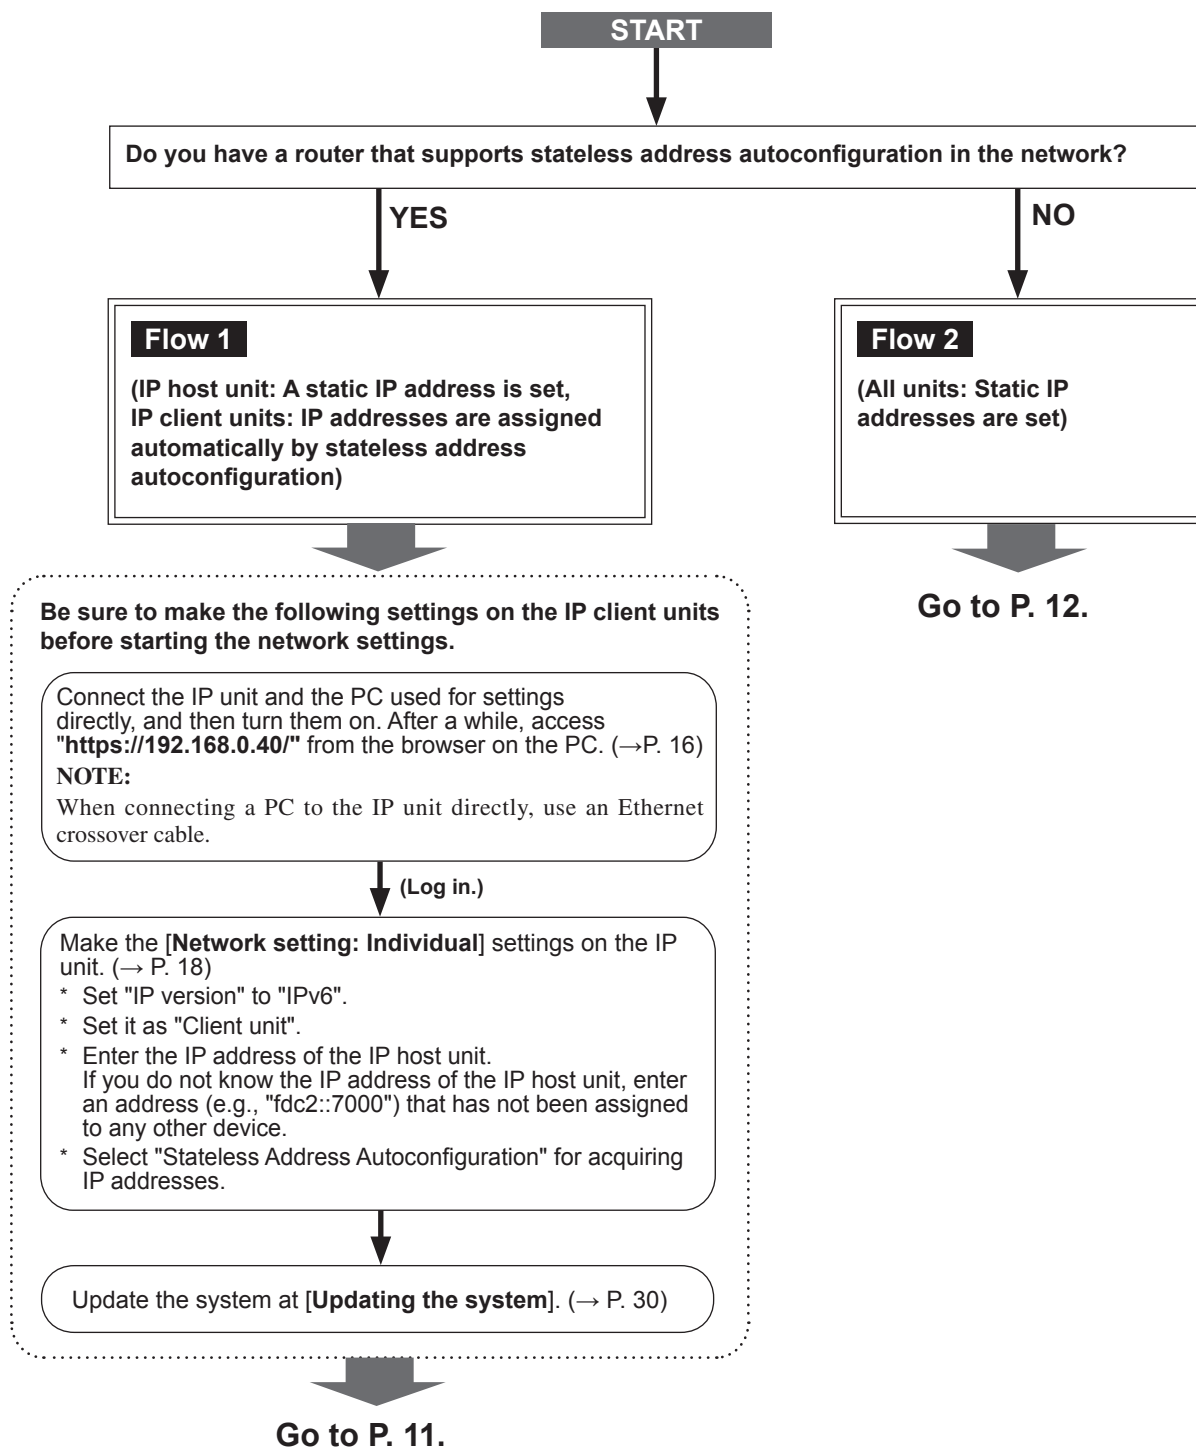 START
Do you have a router that supports stateless address autoconfiguration in the network?
YES
NO
Flow 1
(IP host unit: A static IP address is set,
IP client units: IP addresses are assigned
automatically by stateless address
autoconfiguration)
Flow 2
(All units: Static IP
addresses are set)
Go to P. 12.
Be sure to make the following settings on the IP client units
before starting the network settings.
Connect the IP unit and the PC used for settings
directly, and then turn them on. After a while, access
"https://192.168.0.40/" from the browser on the PC. (→P. 16)
NOTE:
When connecting a PC to the IP unit directly, use an Ethernet
crossover cable.
(Log in.)
Make the [Network setting: Individual] settings on the IP
unit. (→ P. 18)
* Set "IP version" to "IPv6".
* Set it as "Client unit".
* Enter the IP address of the IP host unit.
If you do not know the IP address of the IP host unit, enter
an address (e.g., "fdc2::7000") that has not been assigned
to any other device.
* Select "Stateless Address Autoconfiguration" for acquiring
IP addresses.
Update the system at [Updating the system]. (→ P. 30)
Go to P. 11.